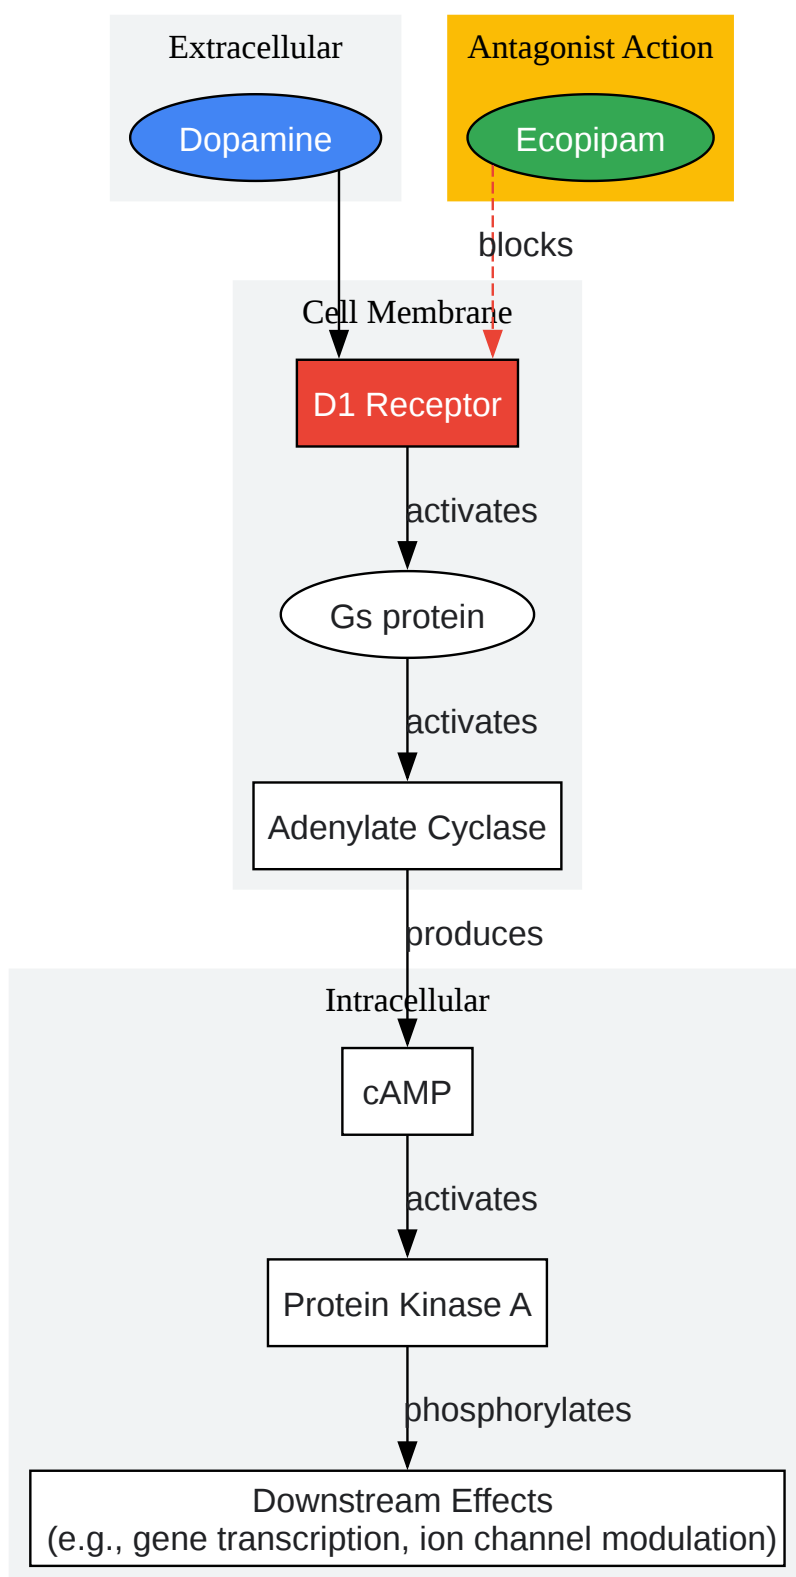 Extracellular
Antagonist Action
Dopamine
Ecopipam
blocks
Cell Membrane
D1 Receptor
activates
Gs protein
activates
Adenylate Cyclase
produces
Intracellular
cAMP
activates
Protein Kinase A
phosphorylates
Downstream Effects
(e.g., gene transcription, ion channel modulation)